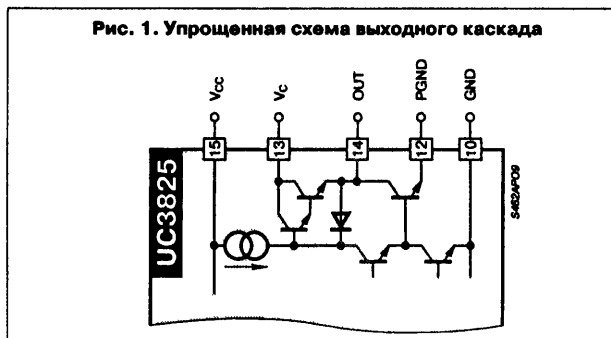 Рис. 1. Упрощенная схема выходного каскада
VCC
VC
OUT
PGND
GND
15
13
14
12
10
UC3825
S462AP09